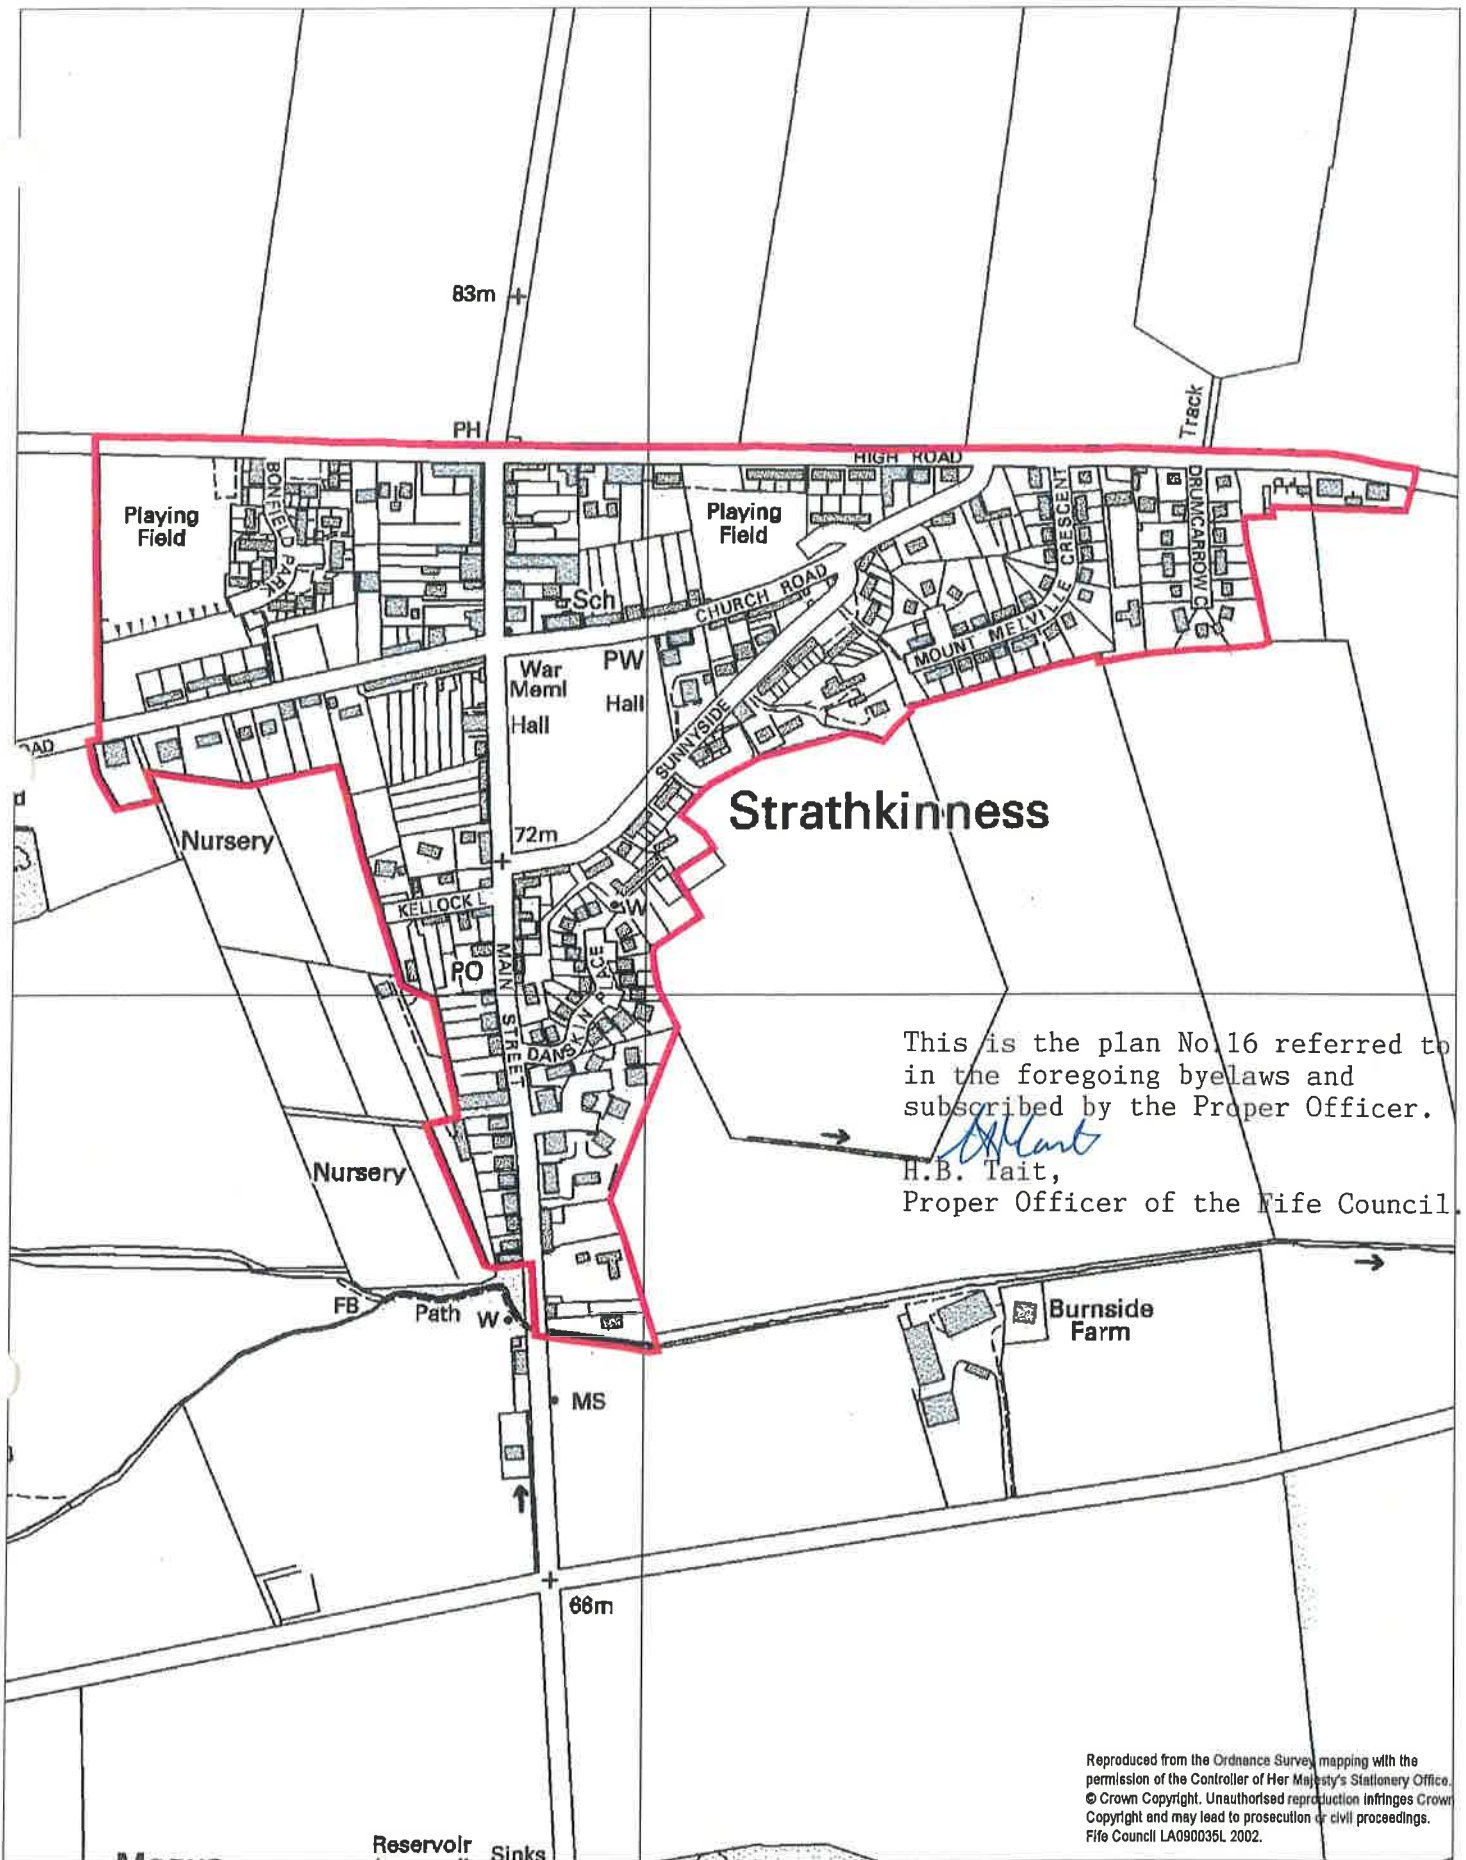 83m
Track
PH
HIGH ROAD
BONFIELD PARK
Playing
Field
Playing
Field
MOUNT MELVILLE CRESCENT
DRUMCARROW C
Sch
CHURCH ROAD
War
Meml
PW
Hall
Hall
SUNNYSIDE
OAD
d
Strathkinness
Nursery
72m
KELLOCK L
W
PO
MAIN STREET
DANSKIN PLACE
This is the plan No.16 referred to
in the foregoing byelaws and
subscribed by the Proper Officer.
H.B. Tait,
Proper Officer of the Fife Council.
Nursery
FB
Path
W
Burnside
Farm
MS
66m
Reproduced from the Ordnance Survey mapping with the
permission of the Controller of Her Majesty's Stationery Office.
© Crown Copyright. Unauthorised reproduction infringes Crown
Copyright and may lead to prosecution or civil proceedings.
Fife Council LA090035L 2002.
Reservoir
Sinks